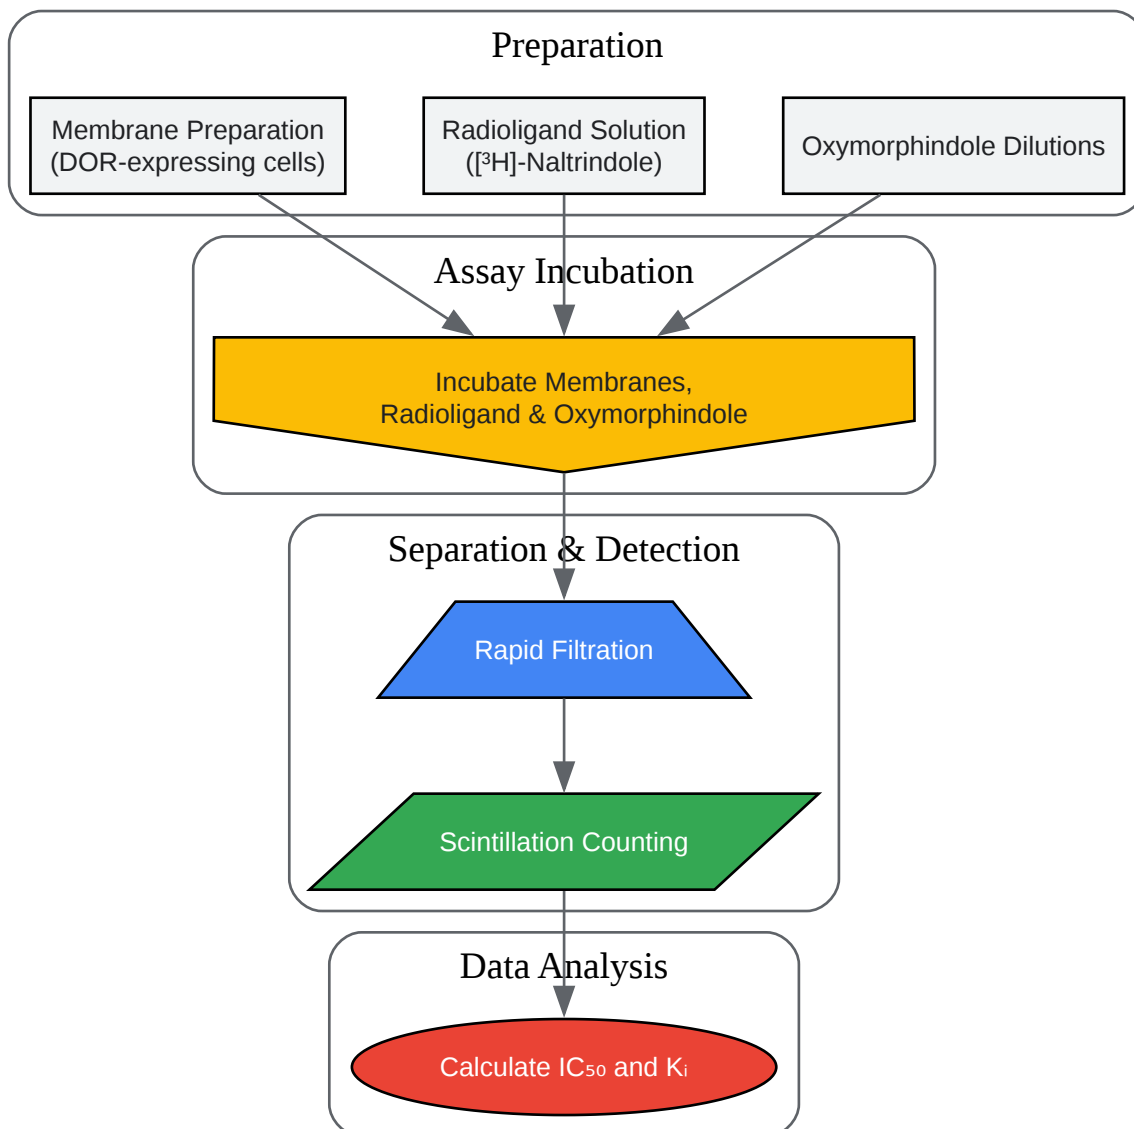 Preparation
Membrane Preparation
(DOR-expressing cells)
Radioligand Solution
([³H]-Naltrindole)
Oxymorphindole Dilutions
Assay Incubation
Incubate Membranes,
Radioligand & Oxymorphindole
Separation & Detection
Rapid Filtration
Scintillation Counting
Data Analysis
Calculate IC₅₀ and Kᵢ